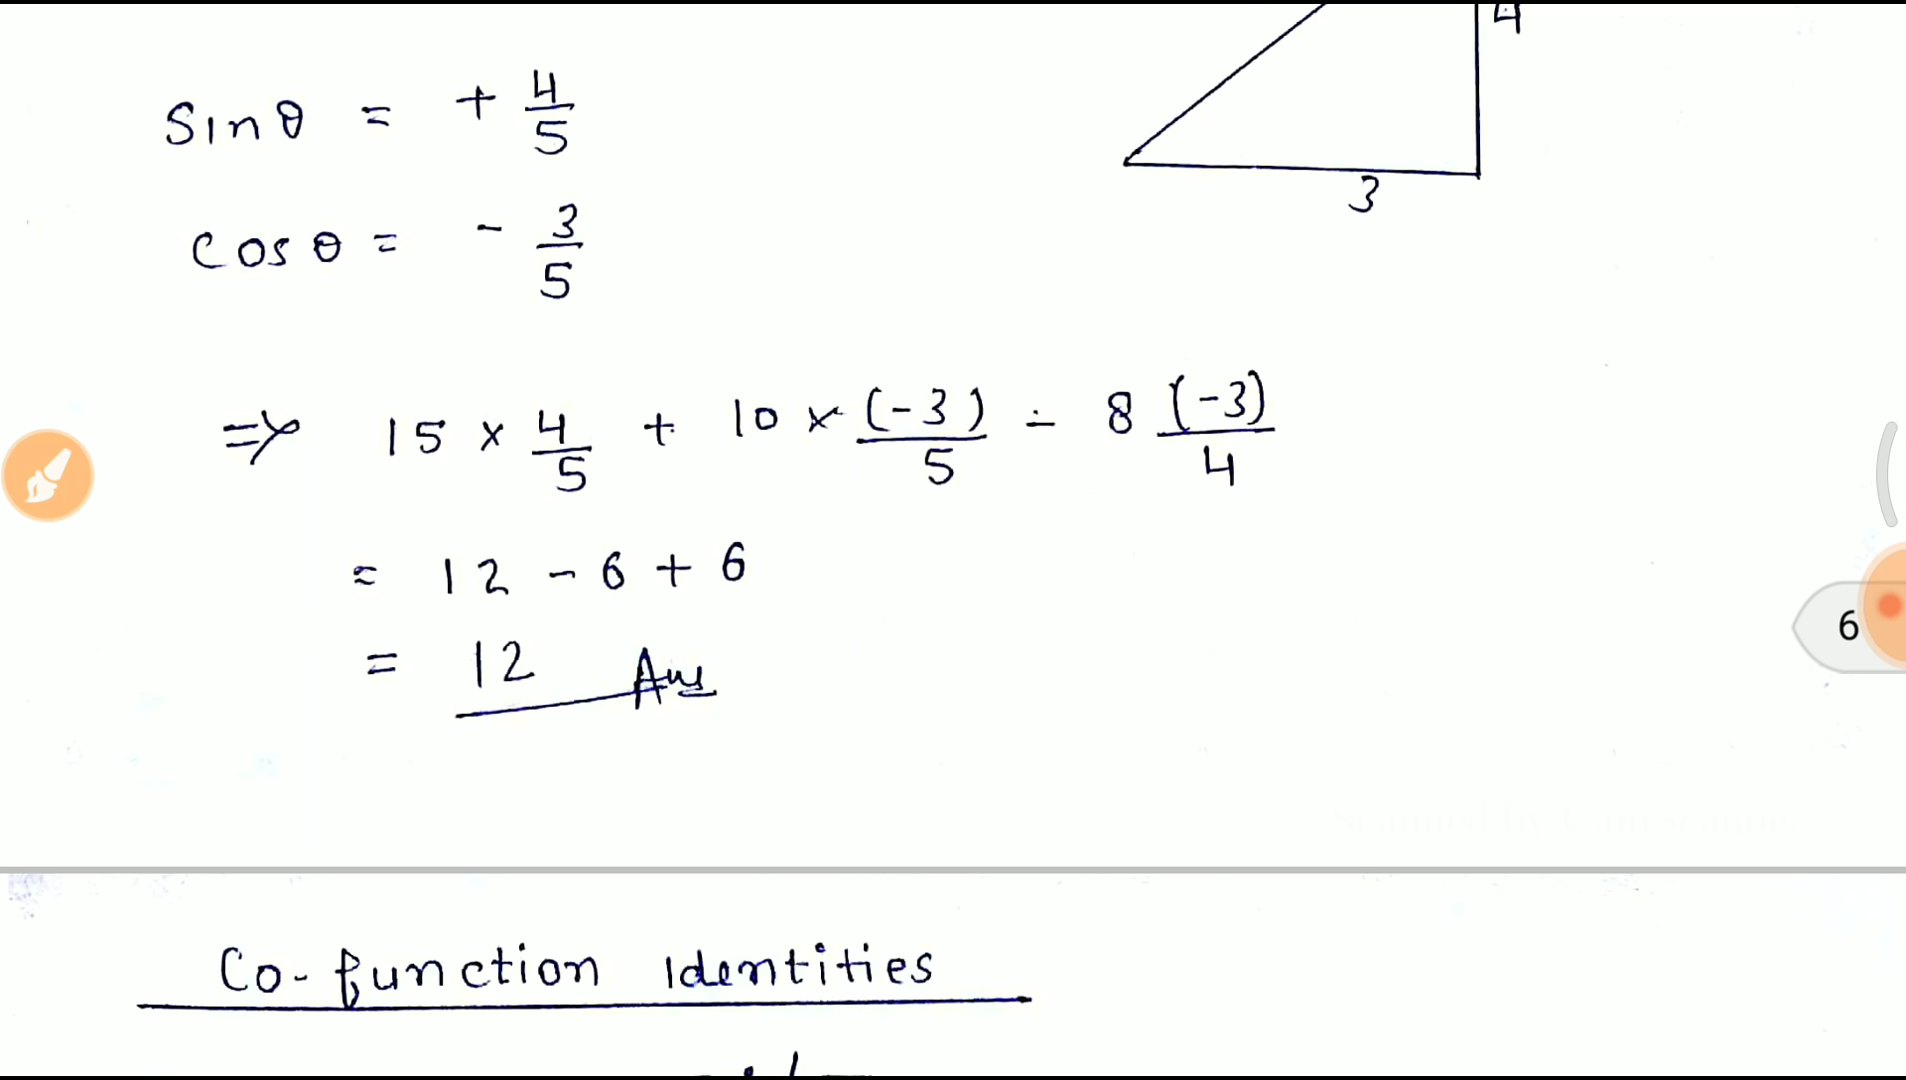 4
Sinθ = + 4/5
3
Cosθ = - 3/5
=> 15 × 4/5 + 10 × (-3)/5 - 8 (-3)/4
= 12 - 6 + 6
6
= 12 Ans
Co-function Identities